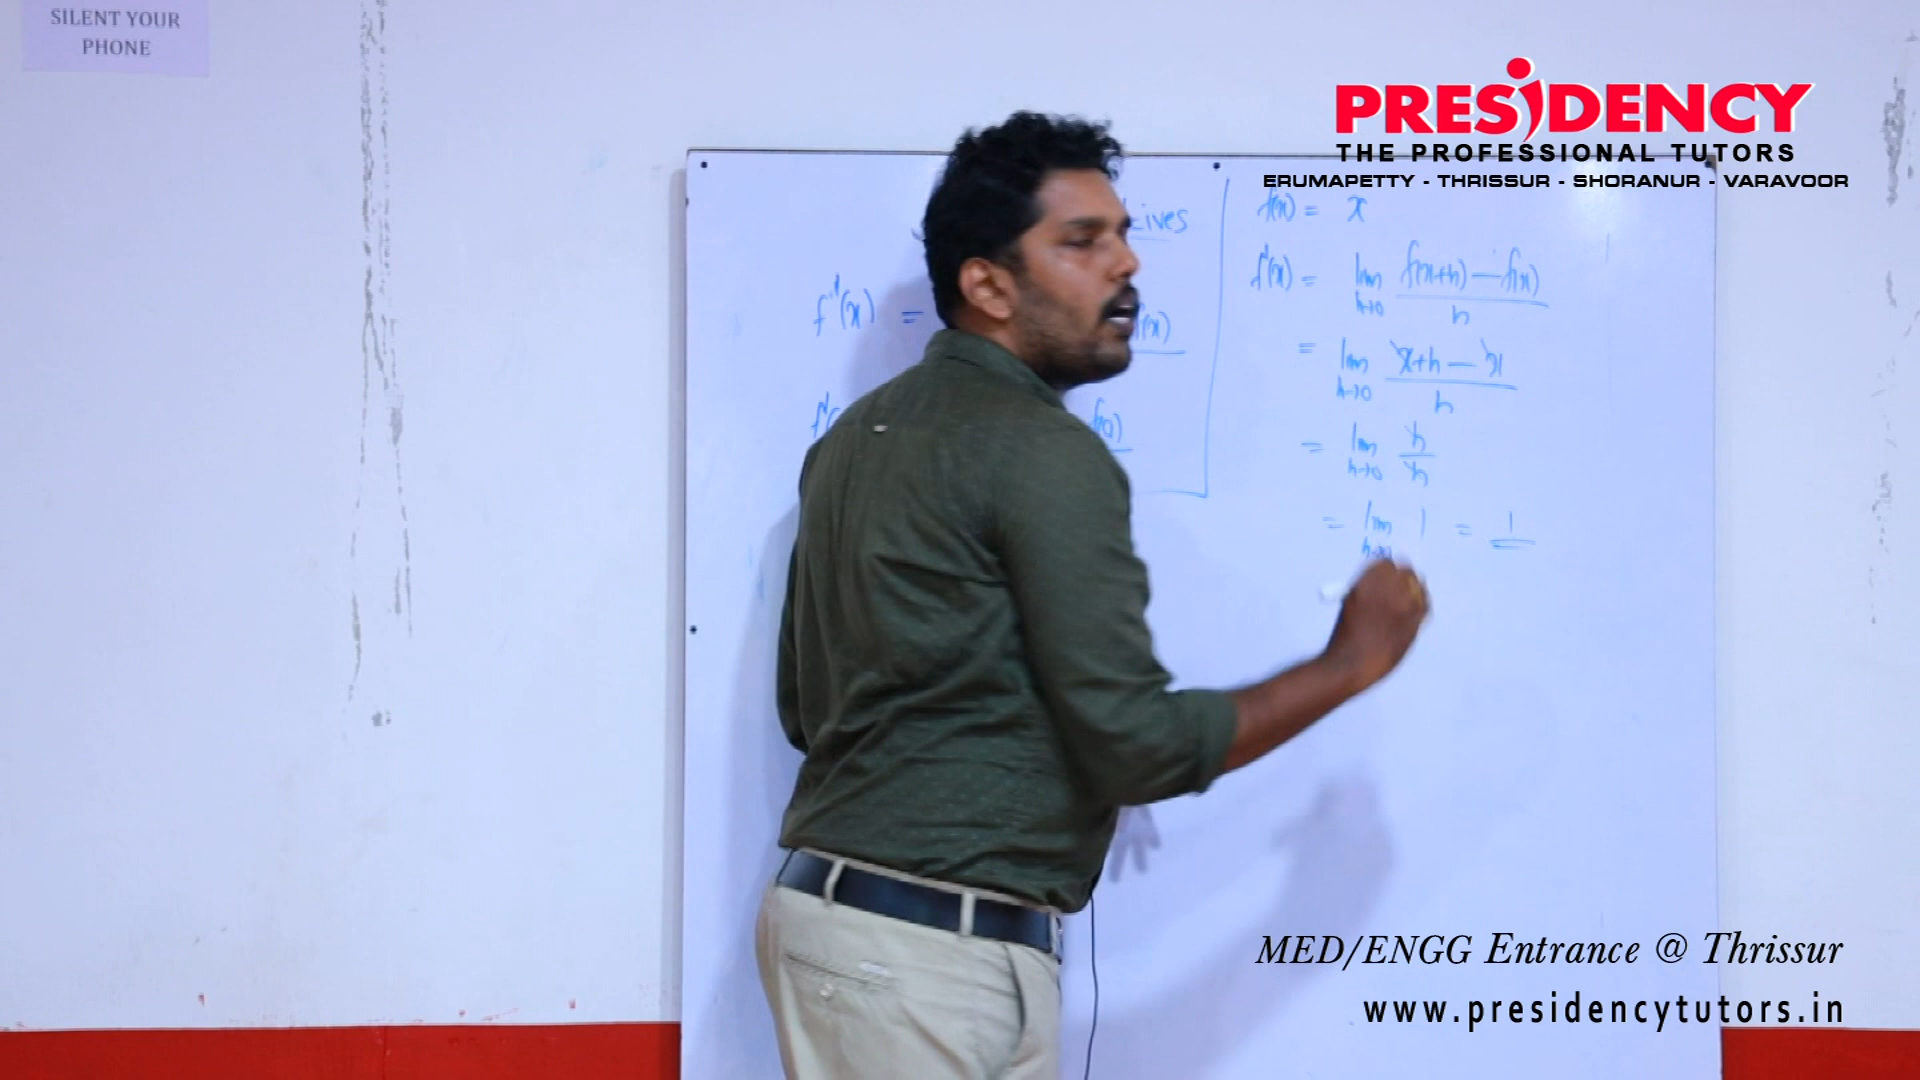 SILENT YOUR
PHONE
PRESIDENCY
THE PROFESSIONAL TUTORS
ERUMAPETTY - THRISSUR - SHORANUR - VARAVOOR
f'(x) =
f(x)
f(a)
f(x) = x
f'(x) = lim h→0 f(x+h) — f(x) / h
= lim h→0 x+h — x / h
= lim h→0 h / h
= lim h→0 1 = 1
MED/ENGG Entrance @ Thrissur
www.presidencytutors.in